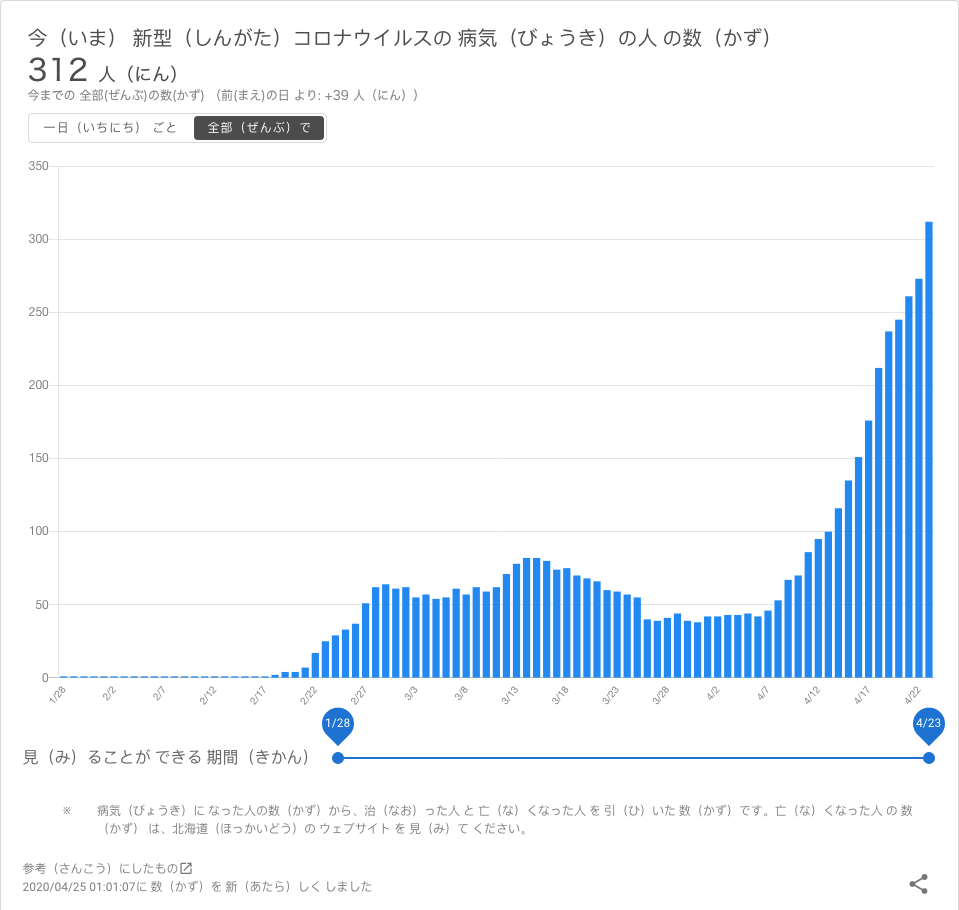 今（いま） 新型（しんがた）コロナウイルスの 病気（びょうき）の人 の数（かず）
312 人（にん）
今までの 全部(ぜんぶ)の数(かず) （前(まえ)の日 より: +39 人（にん））
一日（いちにち） ごと 全部（ぜんぶ）で
350
300
250
200
150
100
50
0
1/28 2/2 2/7 2/12 2/17 2/22 2/27 3/3 3/8 3/13 3/18 3/23 3/28 4/2 4/7 4/12 4/17 4/22
1/28 4/23
見（み）ることが できる 期間（きかん）
※ 病気（びょうき）に なった人の数（かず）から、治（なお）った人 と 亡（な）くなった人 を 引（ひ）いた 数（かず）です。亡（な）くなった人 の 数
（かず） は、北海道（ほっかいどう）の ウェブサイト を 見（み）て ください。
参考（さんこう）にしたもの
2020/04/25 01:01:07に 数（かず）を 新（あたら）しく しました